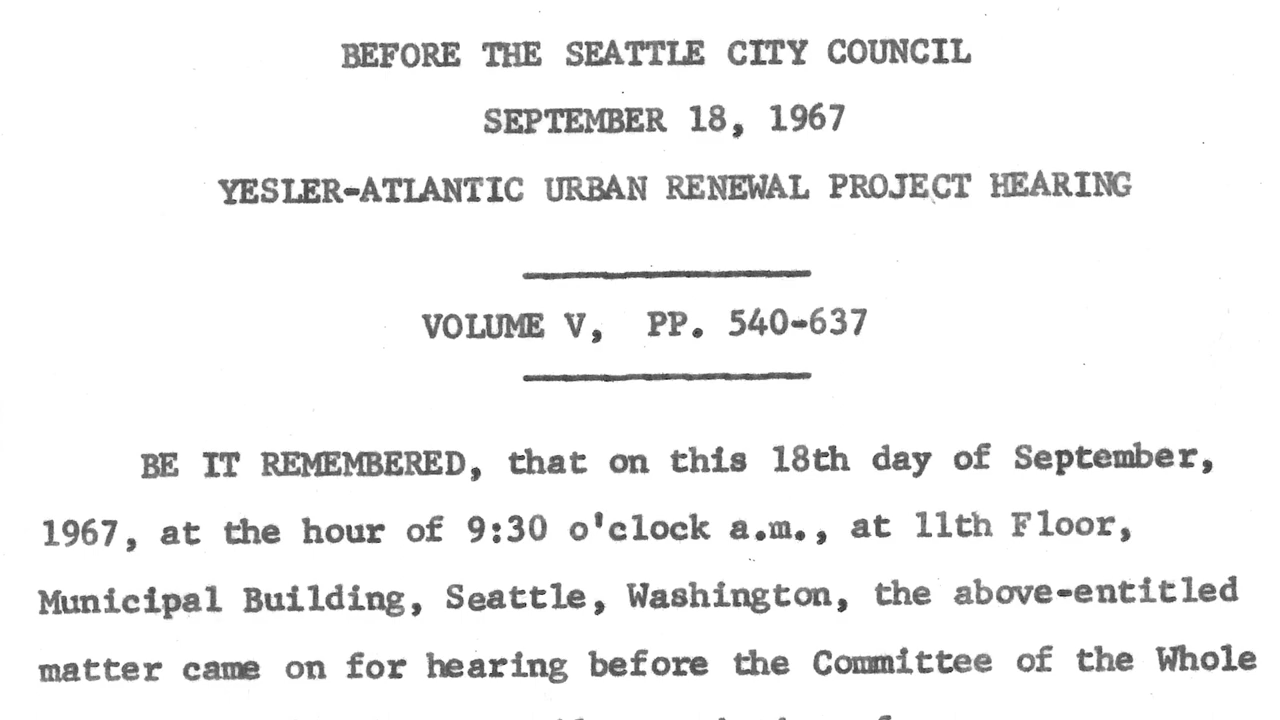 BEFORE THE SEATTLE CITY COUNCIL
SEPTEMBER 18, 1967
YESLER-ATLANTIC URBAN RENEWAL PROJECT HEARING
VOLUME V, PP. 540-637
BE IT REMEMBERED, that on this 18th day of September,
1967, at the hour of 9:30 o'clock a.m., at 11th Floor,
Municipal Building, Seattle, Washington, the above-entitled
matter came on for hearing before the Committee of the Whole